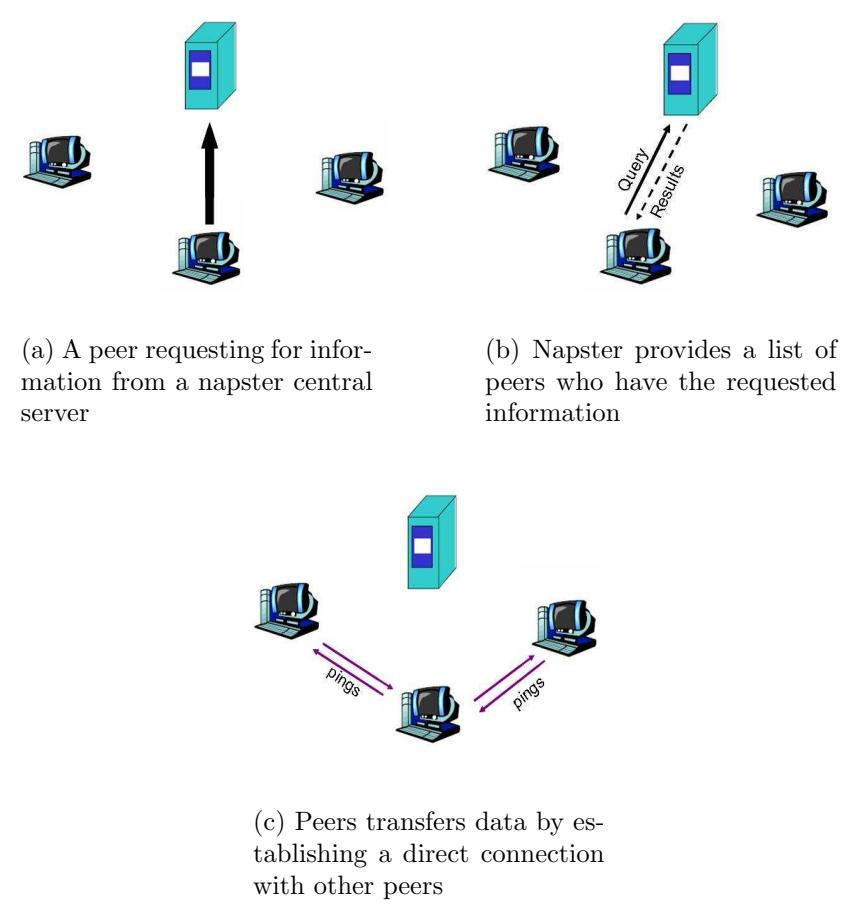 Query
Results
(a) A peer requesting for infor-
mation from a napster central
server
(b) Napster provides a list of
peers who have the requested
information
pings
pings
(c) Peers transfers data by es-
tablishing a direct connection
with other peers